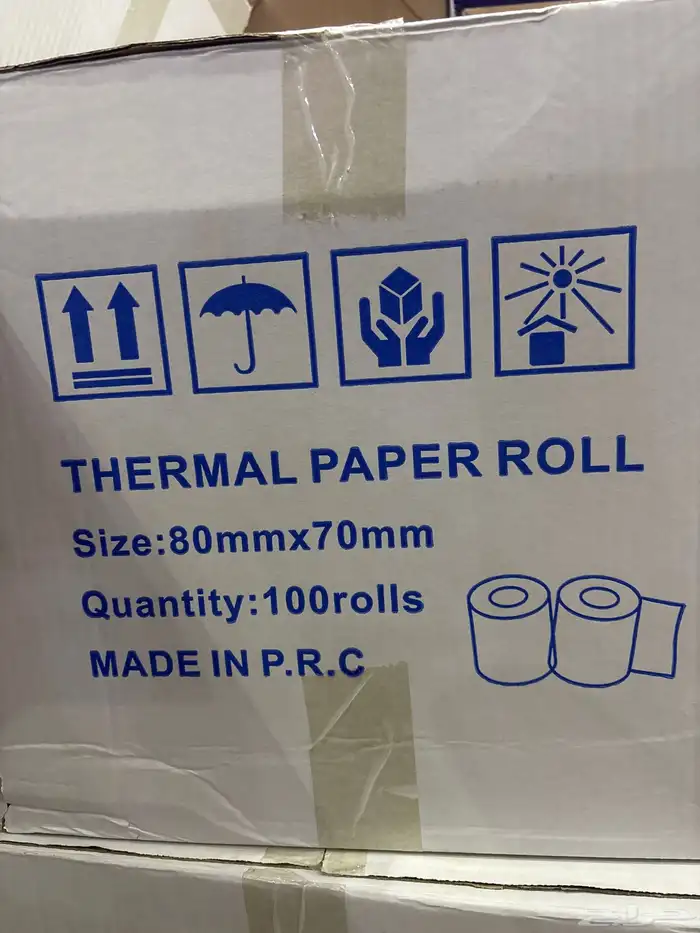 THERMAL PAPER ROLL
Size:80mmx70mm
Quantity:100rolls
MADE IN P.R.C